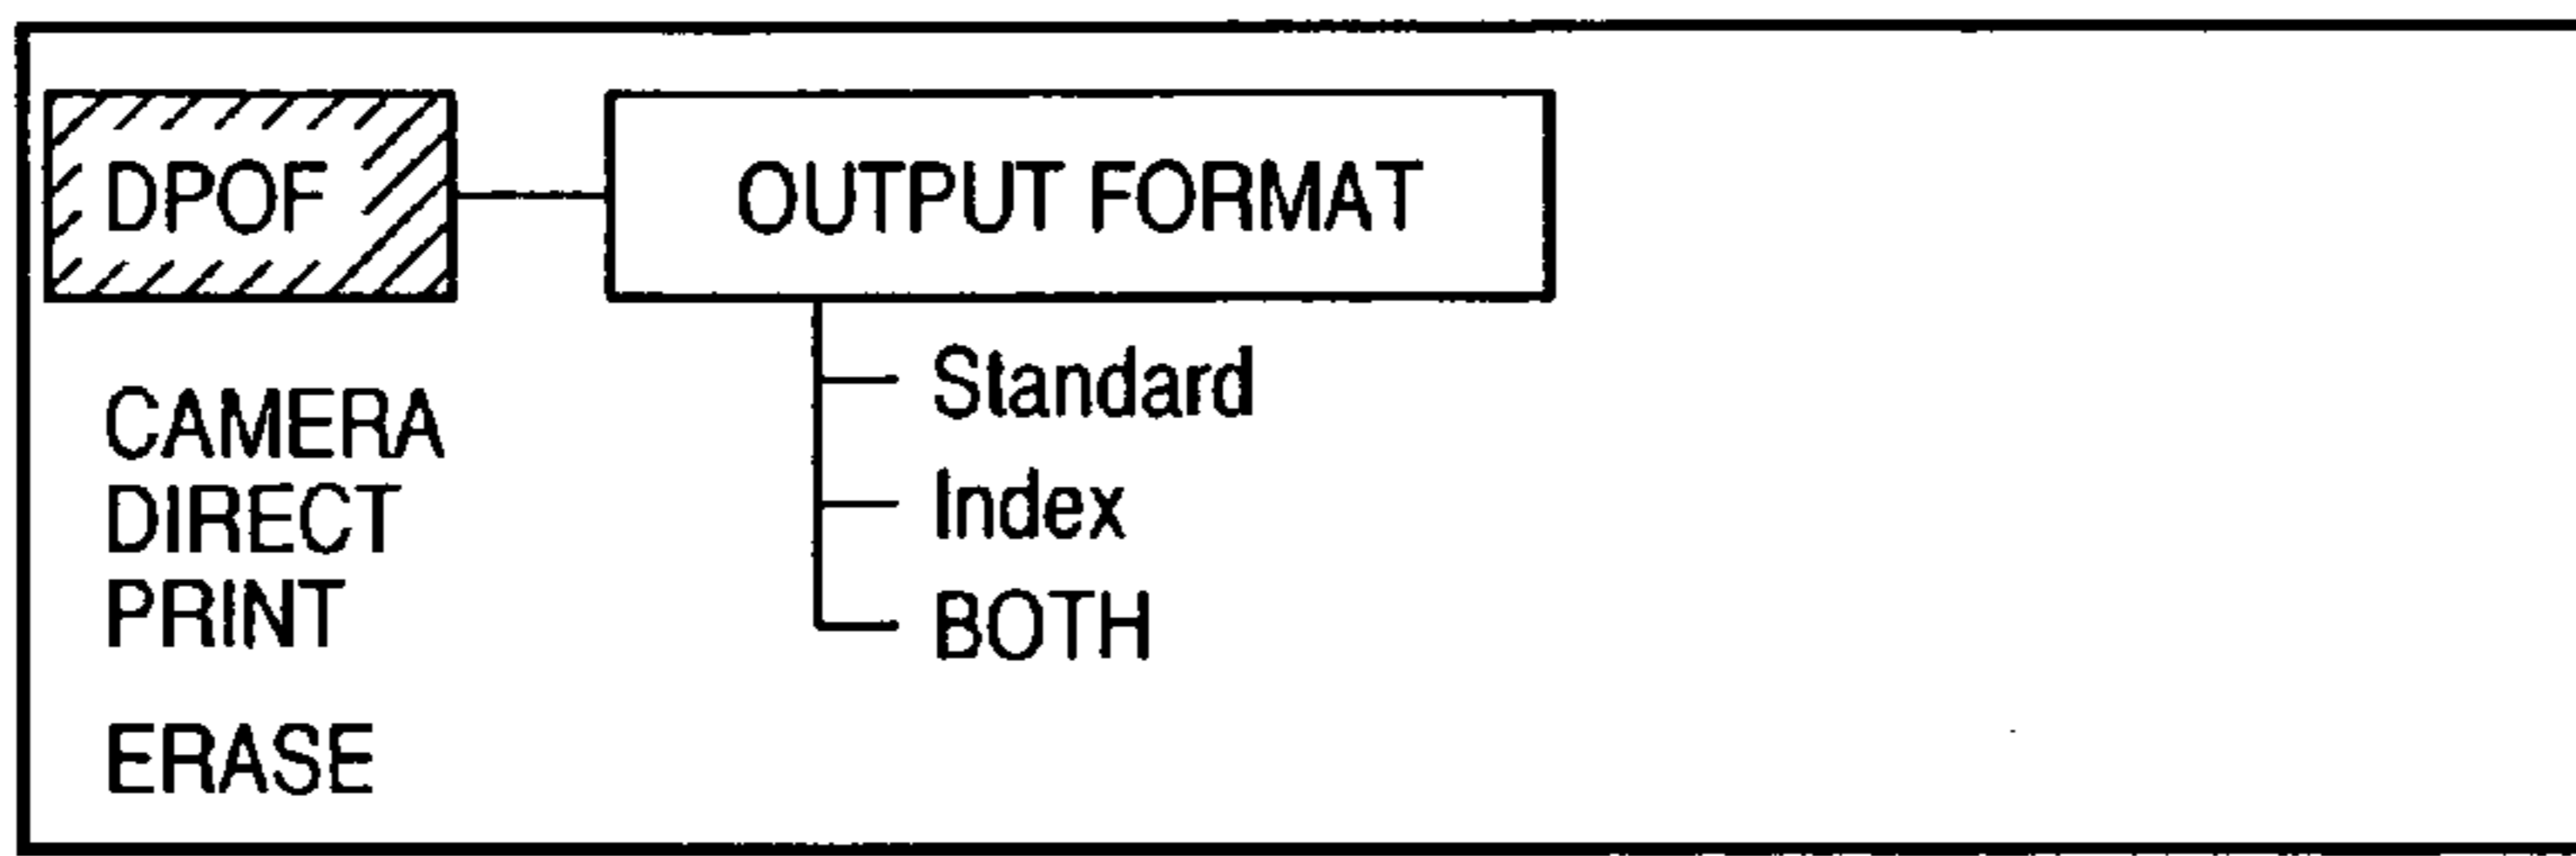 DPOF
OUTPUT FORMAT
Standard
Index
BOTH
CAMERA
DIRECT
PRINT
ERASE